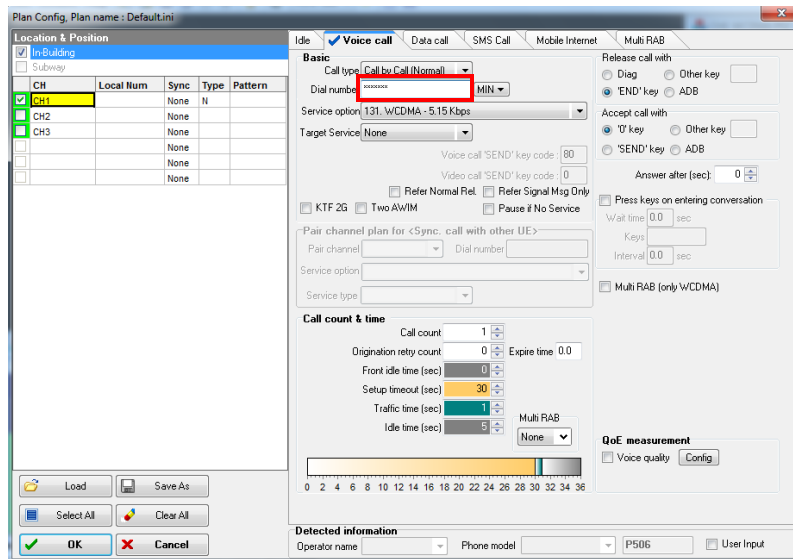 Plan Config, Plan name : Default.ini
Location & Position
In-Building
Subway
CH Local Num Sync Type Pattern
CH1 None N
CH2 None
CH3 None
None
None
None
Load Save As
Select All Clear All
OK Cancel
Idle Voice call Data call SMS Call Mobile Internet Multi RAB
Basic
Call type Call by Call (Normal)
Dial number xxxxxxx MIN
Service option 131. WCDMA - 5.15 Kbps
Target Service None
Voice call 'SEND' key code : 80
Video call 'SEND' key code : 0
Refer Normal Rel. Refer Signal Msg Only
KTF 2G Two AWIM Pause if No Service
Pair channel plan for <Sync. call with other UE>
Pair channel Dial number
Service option
Service type
Call count & time
Call count 1
Origination retry count 0 Expire time 0.0
Front idle time (sec) 0
Setup timeout (sec) 30
Traffic time (sec) 1
Idle time (sec) 5
Multi RAB
None
0 2 4 6 8 10 12 14 16 18 20 22 24 26 28 30 32 34 36
Release call with
Diag Other key
'END' key ADB
Accept call with
'0' key Other key
'SEND' key ADB
Answer after (sec): 0
Press keys on entering conversation
Wait time 0.0 sec
Keys
Interval 0.0 sec
Multi RAB (only WCDMA)
QoE measurement
Voice quality Config
Detected information
Operator name Phone model P506 User Input